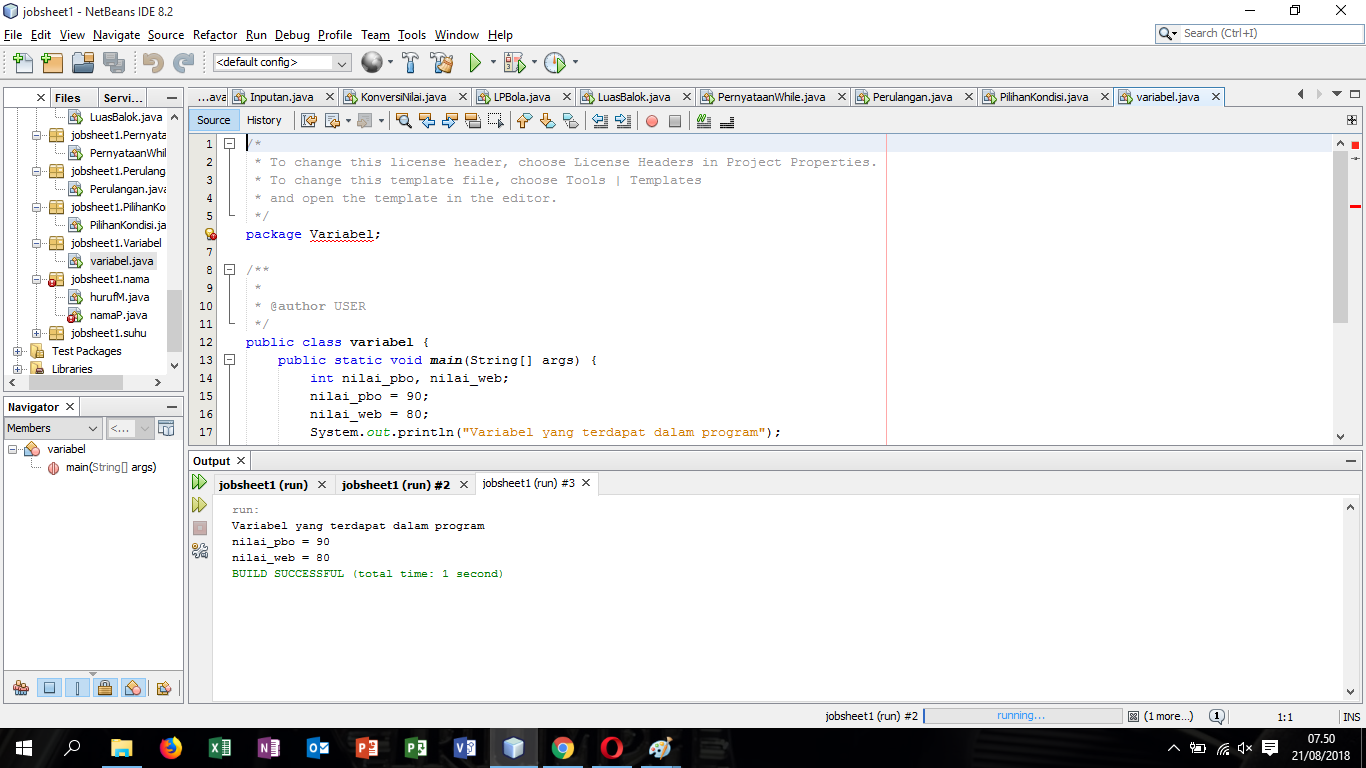 jobsheet1 - NetBeans IDE 8.2
File Edit View Navigate Source Refactor Run Debug Profile Team Tools Window Help
Search (Ctrl+I)
<default config>
Files Servi...
...ava Inputan.java KonversiNilai.java LPBola.java LuasBalok.java PernyataanWhile.java Perulangan.java PilihanKondisi.java variabel.java
Source History
LuasBalok.java
jobsheet1.Pernyata
PernyataanWhil
jobsheet1.Perulang
Perulangan.java
jobsheet1.PilihanKo
PilihanKondisi.ja
jobsheet1.Variabel
variabel.java
jobsheet1.nama
hurufM.java
namaP.java
jobsheet1.suhu
Test Packages
Libraries
1 /*
2 * To change this license header, choose License Headers in Project Properties.
3 * To change this template file, choose Tools | Templates
4 * and open the template in the editor.
5 */
package Variabel;
7
8 /**
9 *
10 * @author USER
11 */
12 public class variabel {
13 public static void main(String[] args) {
14 int nilai_pbo, nilai_web;
15 nilai_pbo = 90;
16 nilai_web = 80;
17 System.out.println("Variabel yang terdapat dalam program");
Navigator
Members <...
variabel
main(String[] args)
Output
jobsheet1 (run) jobsheet1 (run) #2 jobsheet1 (run) #3
run:
Variabel yang terdapat dalam program
nilai_pbo = 90
nilai_web = 80
BUILD SUCCESSFUL (total time: 1 second)
jobsheet1 (run) #2 running... (1 more...) 1 1:1 INS
07.50
21/08/2018